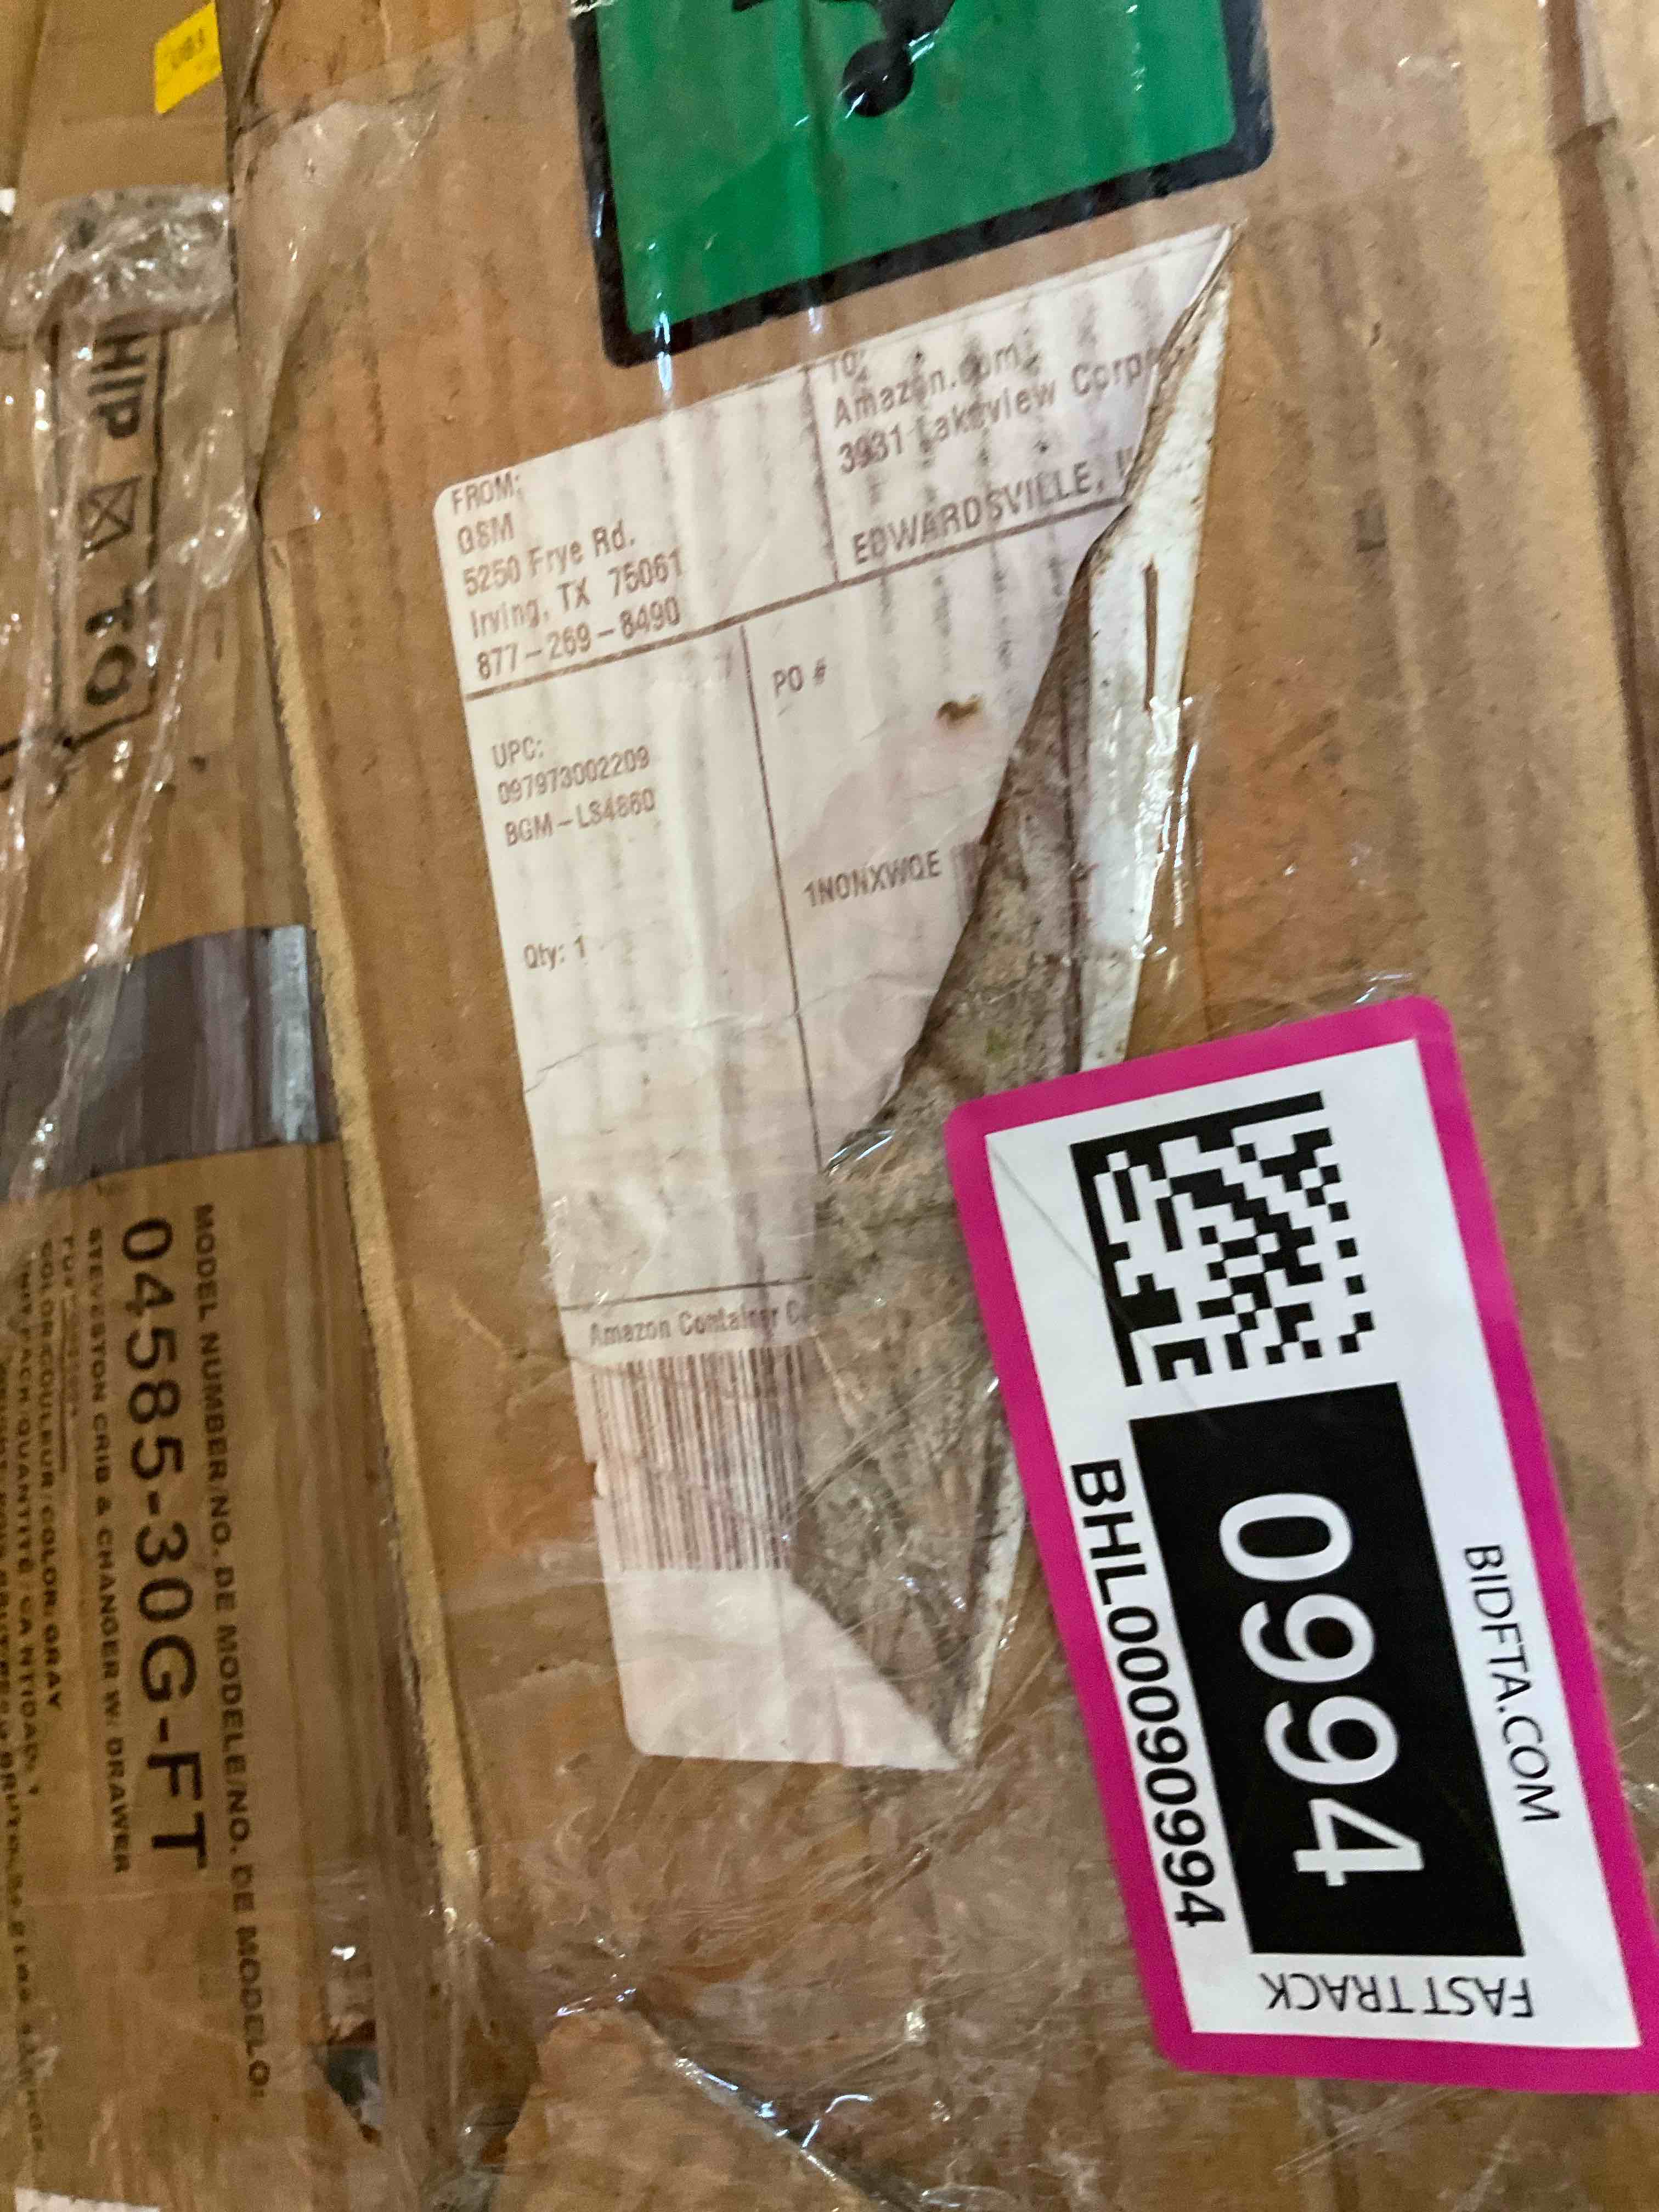 FROM:
GSM
5250 Frye Rd.
Irving, TX 75061
877-269-8490
TO:
Amazon.com
3931 Lakeview Corp
EDWARDSVILLE,
UPC:
097973002209
BGM-LS4860
Qty: 1
PO #
1NONXWQE
Amazon Container C
BIDFTA.COM
0994
BHL00090994
FAST TRACK
HIP TO
MODEL NUMBER/NO. DE MODELE/NO. DE MODELO:
04585-30G-FT
STEVESTON CRIB & CHANGER W/ DRAWER
COLOR/COULEUR/COLOR: GRAY